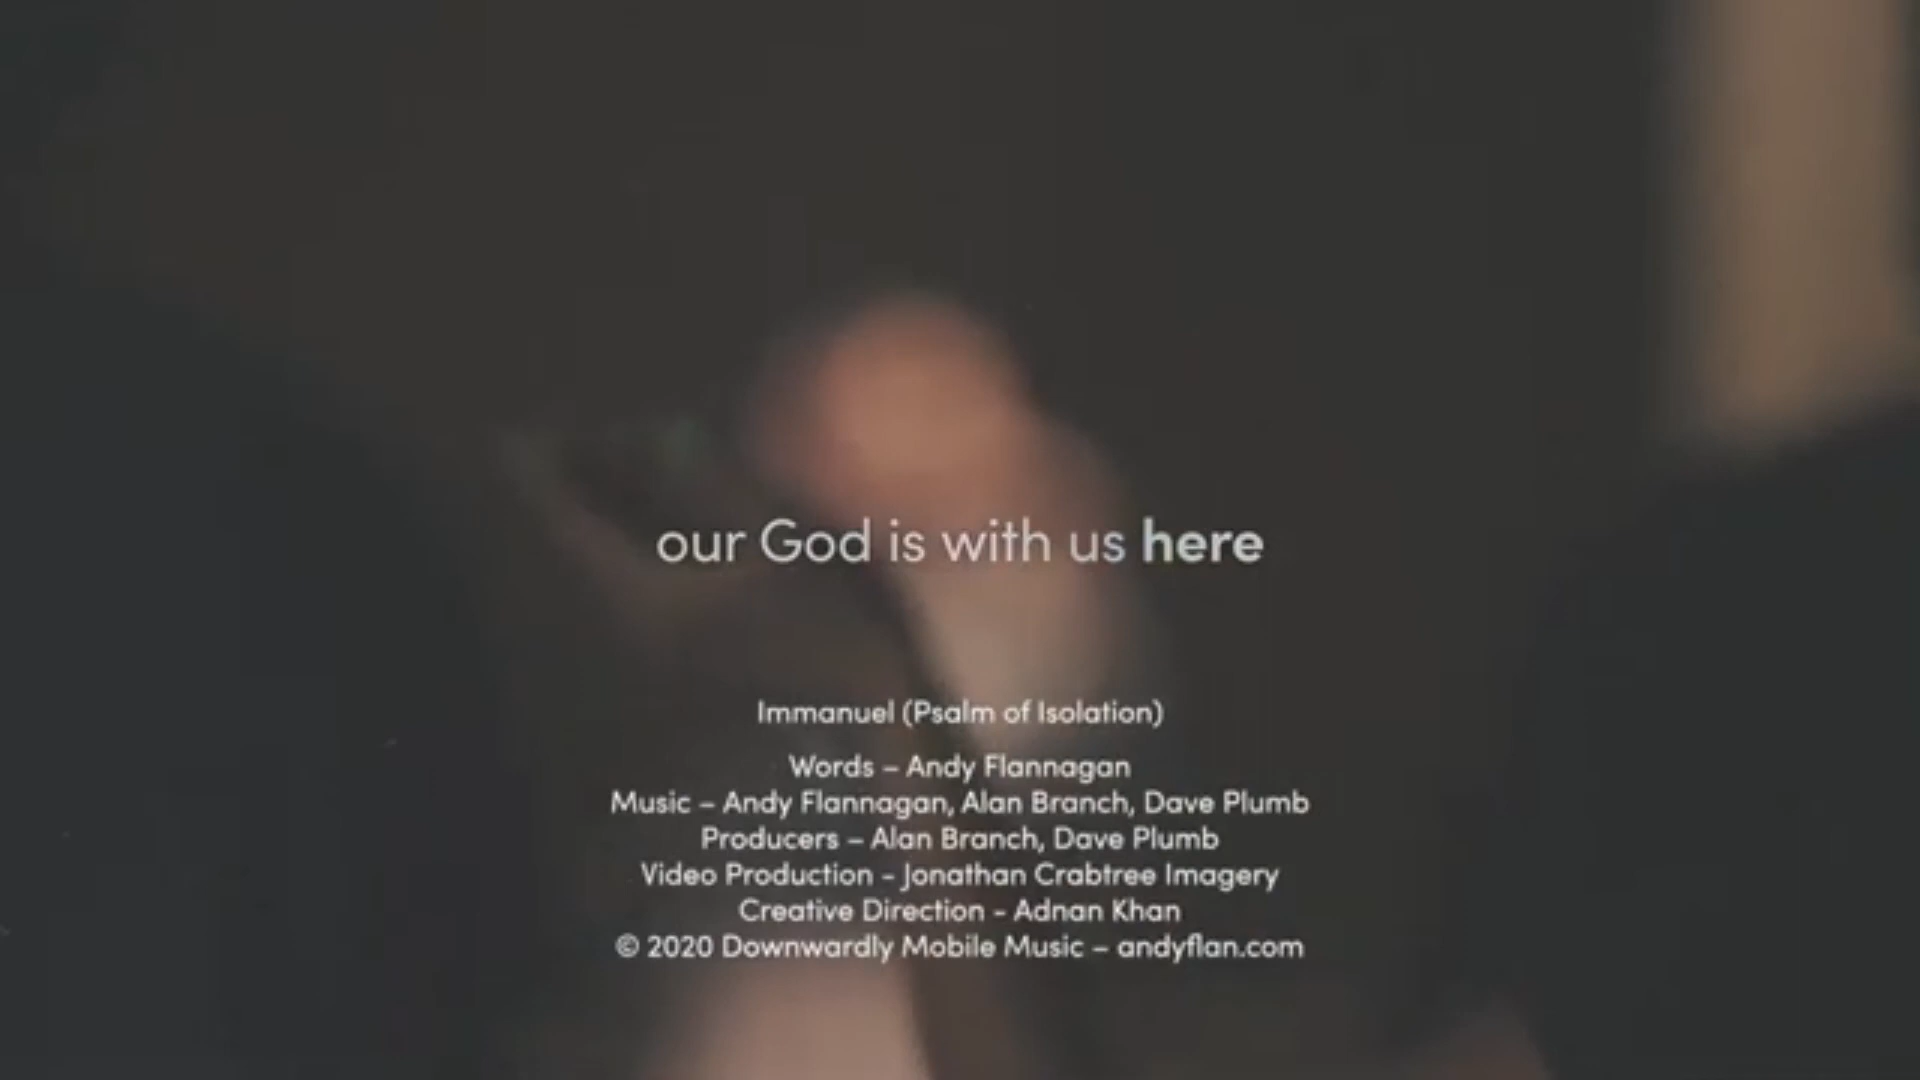 our God is with us here
Immanuel (Psalm of Isolation)
Words – Andy Flannagan
Music – Andy Flannagan, Alan Branch, Dave Plumb
Producers – Alan Branch, Dave Plumb
Video Production - Jonathan Crabtree Imagery
Creative Direction - Adnan Khan
© 2020 Downwardly Mobile Music – andyflan.com